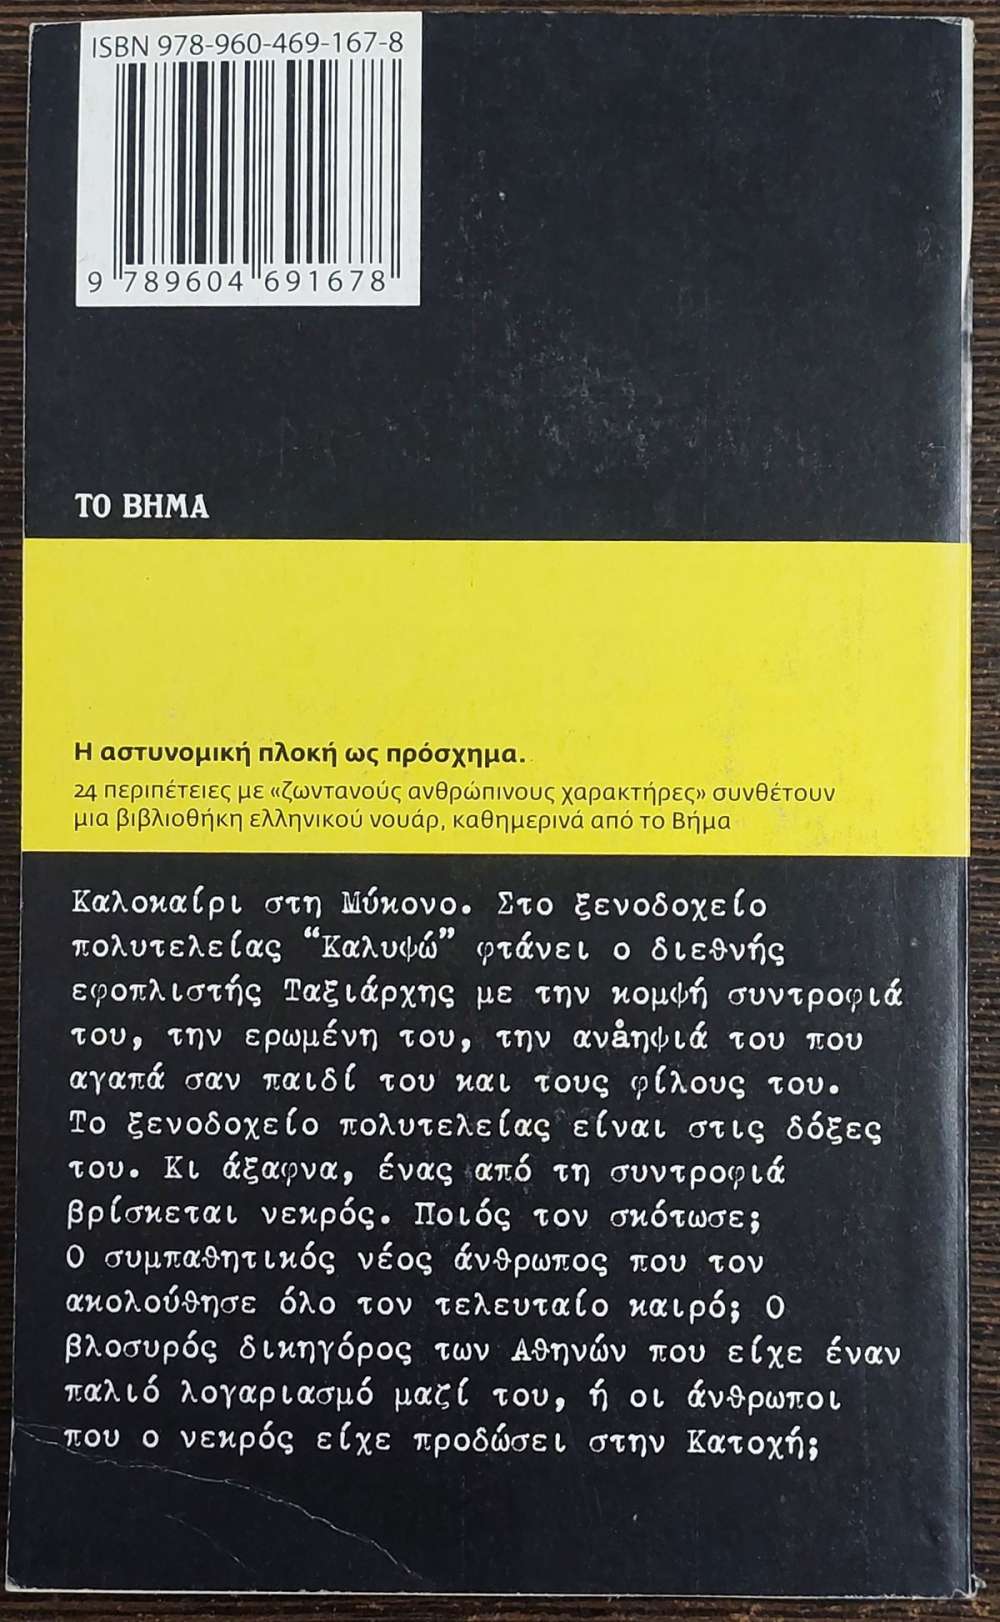 ISBN 978-960-469-167-8
9 789604 691678
ΤΟ ΒΗΜΑ
Η αστυνομική πλοκή ως πρόσχημα.
24 περιπέτειες με «ζωντανούς ανθρώπινους χαρακτήρες» συνθέτουν
μια βιβλιοθήκη ελληνικού νουάρ, καθημερινά από το Βήμα
Καλοκαίρι στη Μύκονο. Στο ξενοδοχείο
πολυτελείας “Καλυψώ” φτάνει ο διεθνής
εφοπλιστής Ταξιάρχης με την κομψή συντροφιά
του, την ερωμένη του, την ανåηψιά του που
αγαπά σαν παιδί του και τους φίλους του.
Το ξενοδοχείο πολυτελείας είναι στις δόξες
του. Κι άξαφνα, ένας από τη συντροφιά
βρίσκεται νεκρός. Ποιός τον σκότωσε;
Ο συμπαθητικός νέος άνθρωπος που τον
ακολούθησε όλο τον τελευταίο καιρό; Ο
βλοσυρός δικηγόρος των Αθηνών που είχε έναν
παλιό λογαριασμό μαζί του, ή οι άνθρωποι
που ο νεκρός είχε προδώσει στην Κατοχή;